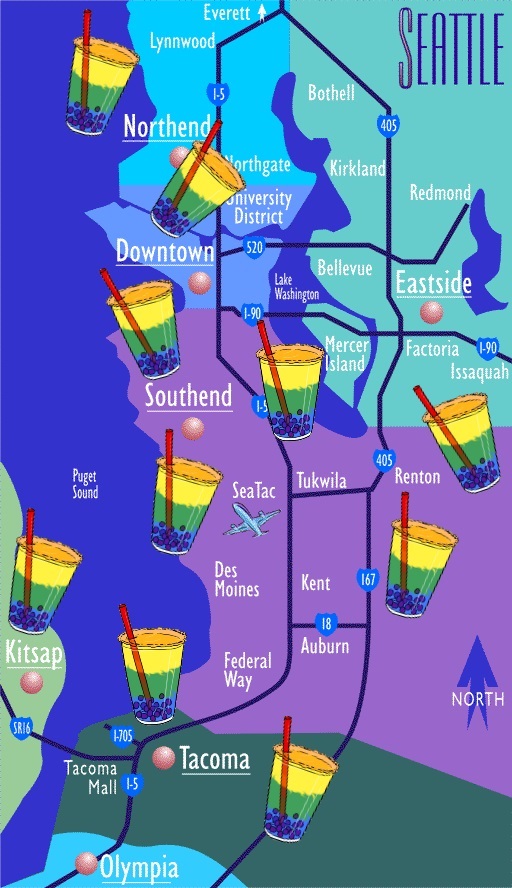 Everett
SEATTLE
Lynnwood
I-5
Bothell
405
Northend
Northgate
Kirkland
University
District
Redmond
Downtown
520
Lake
Washington
Bellevue
Eastside
I-90
Mercer
Island
Factoria
I-90
Issaquah
Southend
I-5
405
Puget
Sound
SeaTac
Tukwila
Renton
Des
Moines
Kent
167
18
Auburn
Kitsap
Federal
Way
NORTH
SR16
I-705
Tacoma
Tacoma
Mall
I-5
Olympia